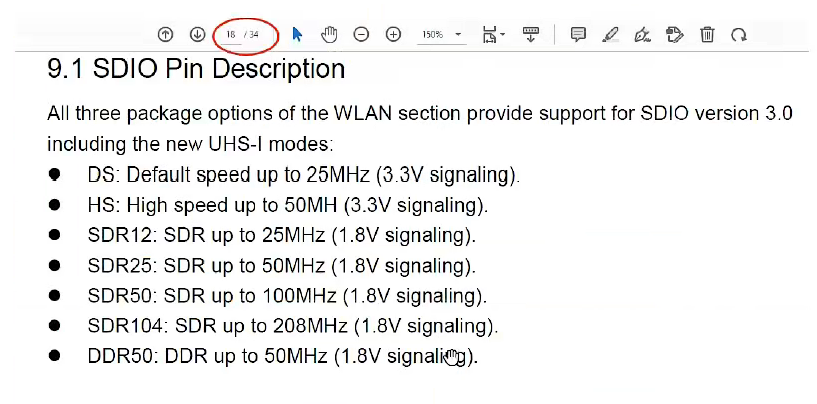 18 / 34
150%
9.1 SDIO Pin Description
All three package options of the WLAN section provide support for SDIO version 3.0
including the new UHS-I modes:
● DS: Default speed up to 25MHz (3.3V signaling).
● HS: High speed up to 50MH (3.3V signaling).
● SDR12: SDR up to 25MHz (1.8V signaling).
● SDR25: SDR up to 50MHz (1.8V signaling).
● SDR50: SDR up to 100MHz (1.8V signaling).
● SDR104: SDR up to 208MHz (1.8V signaling).
● DDR50: DDR up to 50MHz (1.8V signaling).